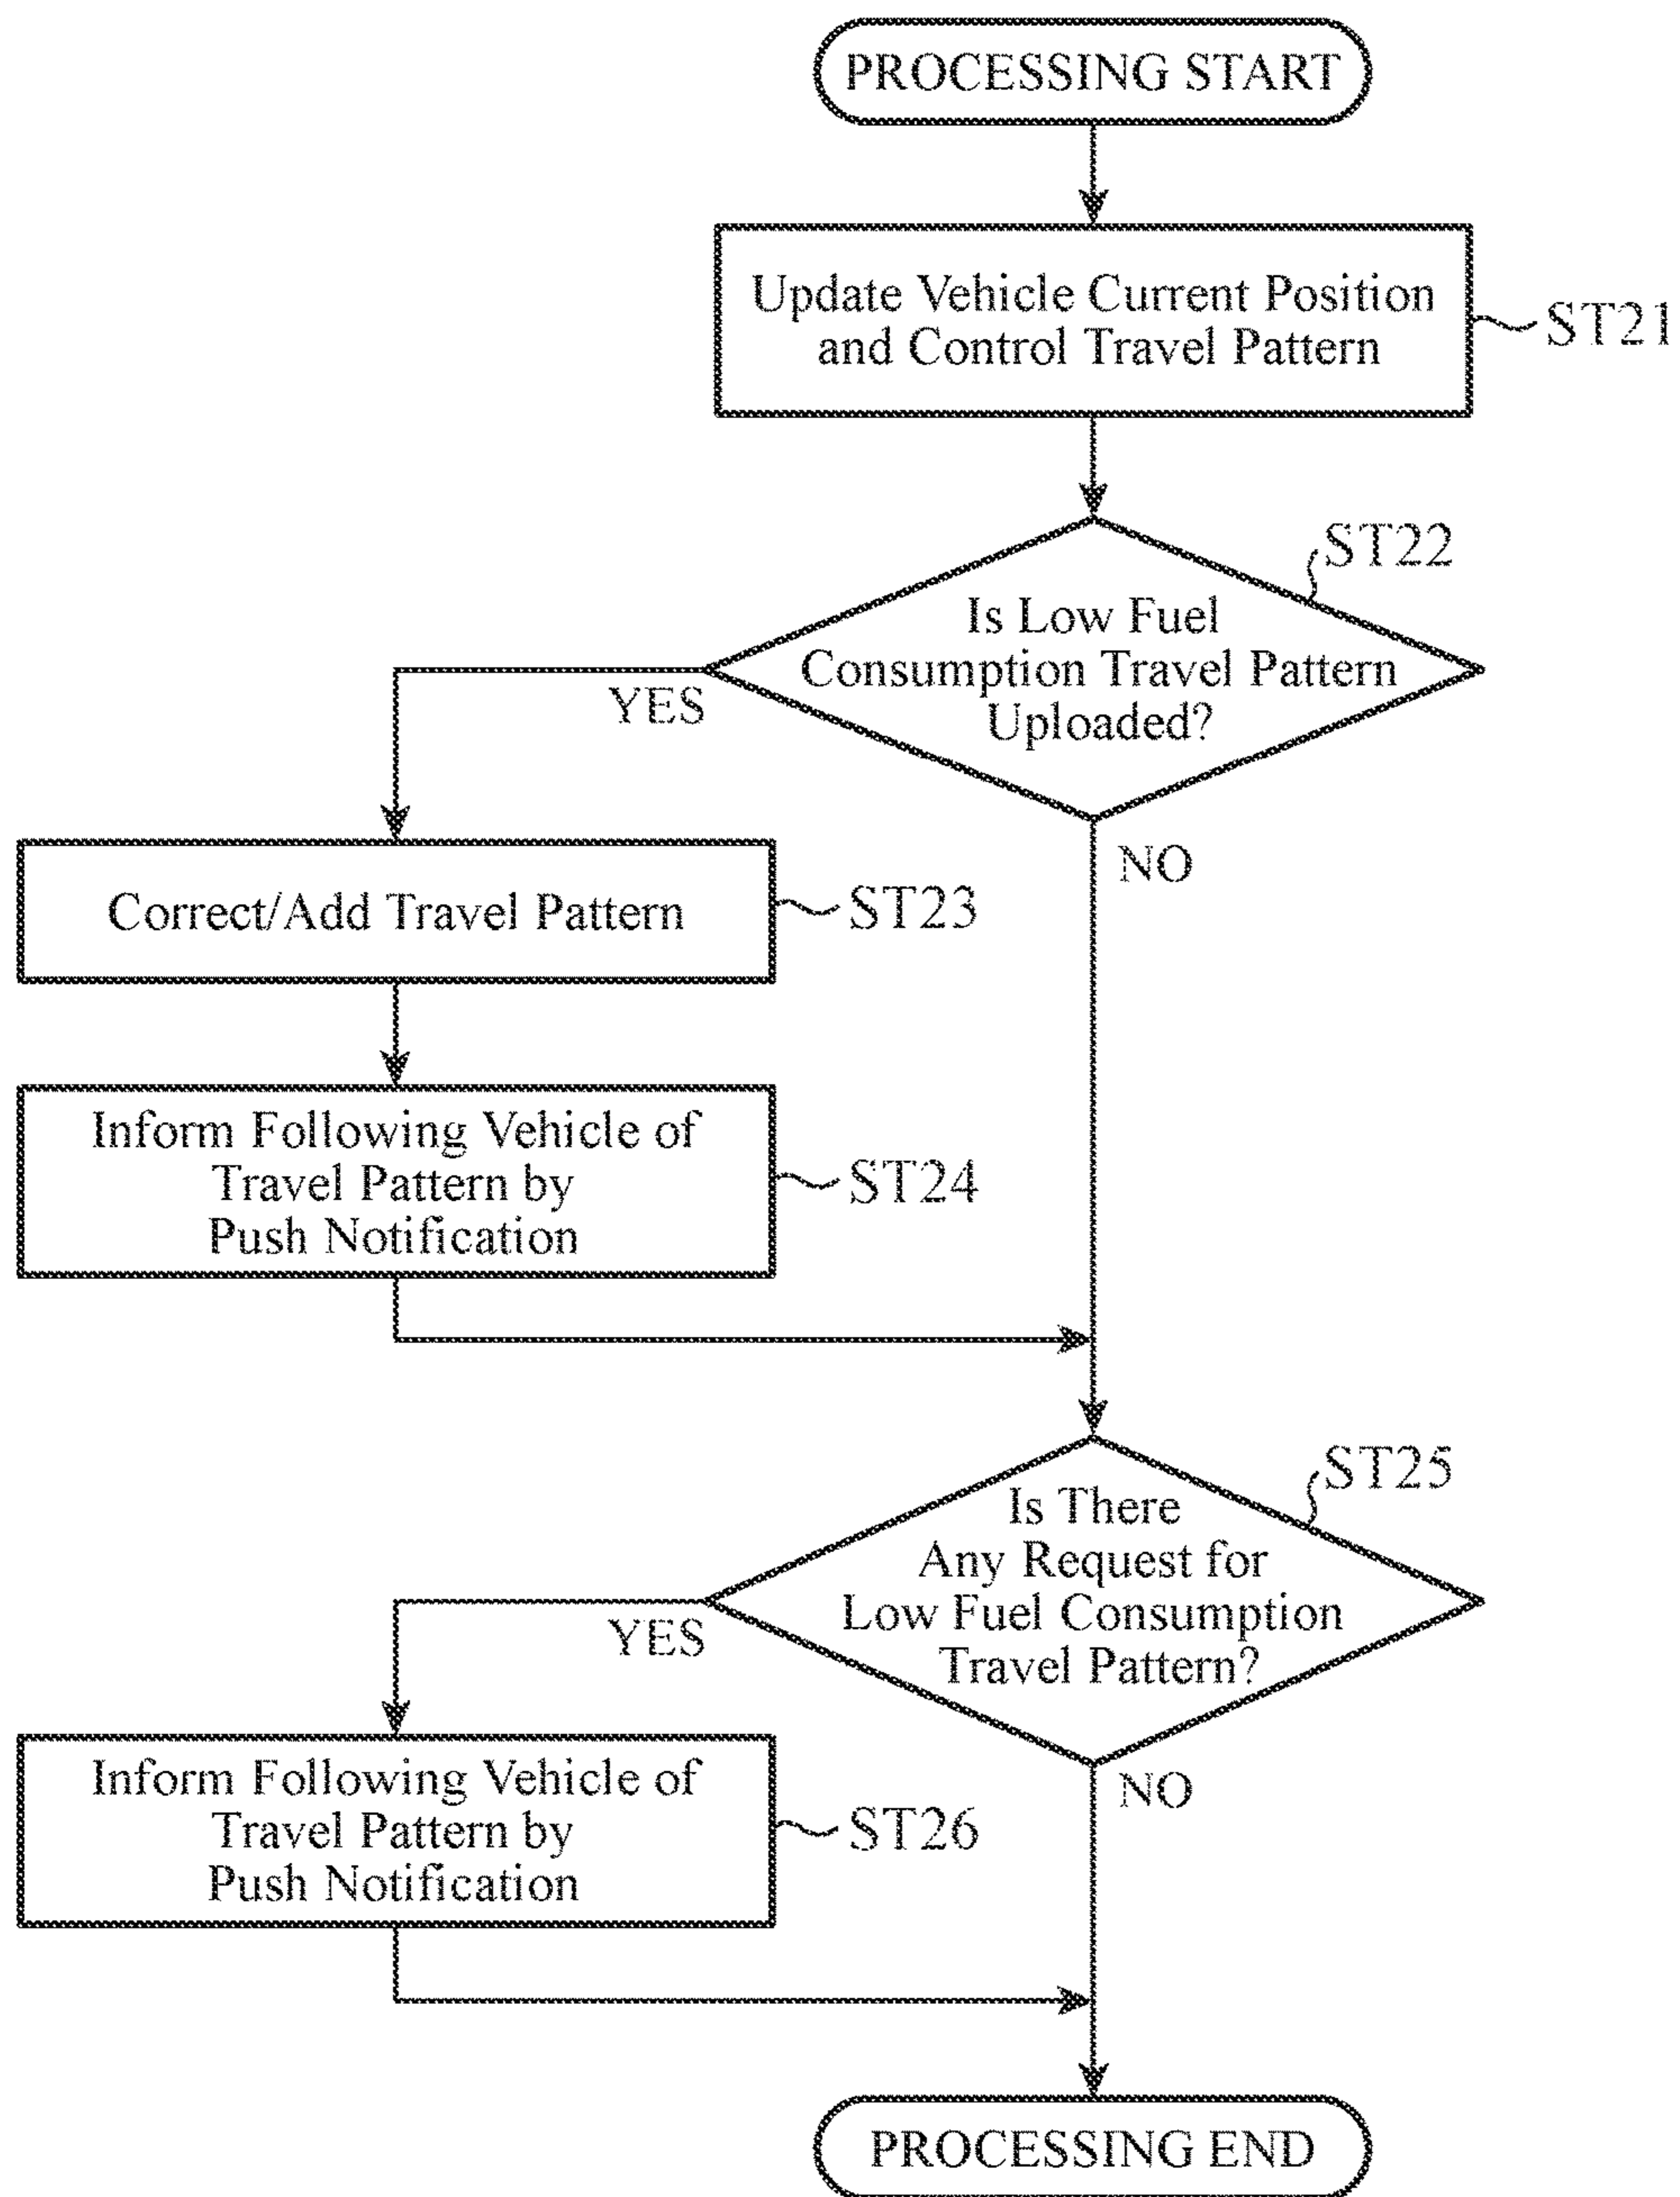 PROCESSING START
Update Vehicle Current Position
and Control Travel Pattern
ST21
ST22
Is Low Fuel
Consumption Travel Pattern
Uploaded?
YES
NO
Correct/Add Travel Pattern
ST23
Inform Following Vehicle of
Travel Pattern by
Push Notification
ST24
ST25
Is There
Any Request for
Low Fuel Consumption
Travel Pattern?
YES
NO
Inform Following Vehicle of
Travel Pattern by
Push Notification
ST26
PROCESSING END